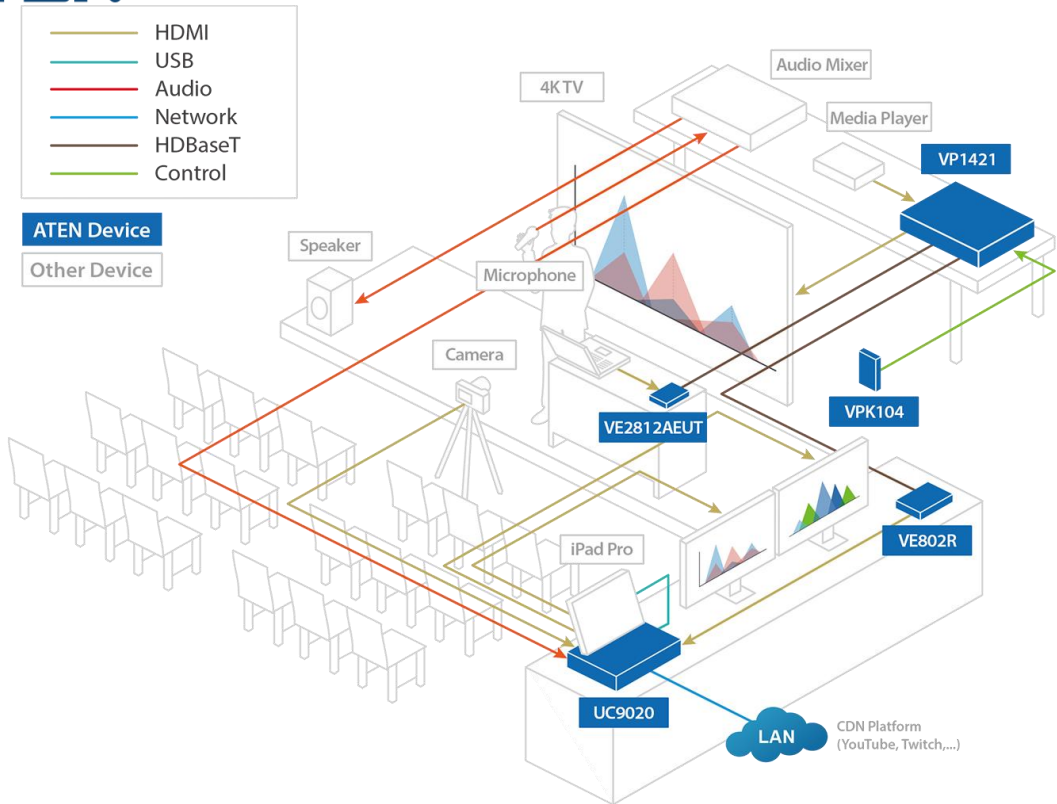 HDMI
USB
Audio
Network
HDBaseT
Control
ATEN Device
Other Device
Audio Mixer
4K TV
Media Player
VP1421
Speaker
Microphone
Camera
VE2812AEUT
VPK104
iPad Pro
VE802R
UC9020
LAN
CDN Platform
(YouTube, Twitch,...)